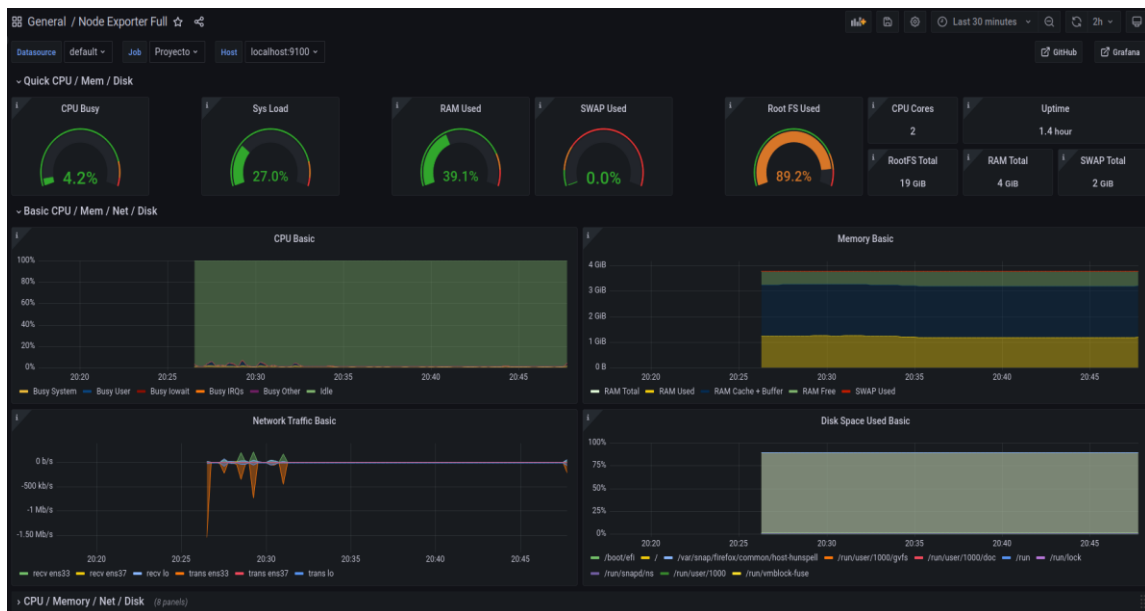 General / Node Exporter Full
Last 30 minutes
2h
Datasource default Job Proyecto Host localhost:9100
GitHub Grafana
Quick CPU / Mem / Disk
CPU Busy
4.2%
Sys Load
27.0%
RAM Used
39.1%
SWAP Used
0.0%
Root FS Used
89.2%
CPU Cores
2
Uptime
1.4 hour
RootFS Total
19 GiB
RAM Total
4 GiB
SWAP Total
2 GiB
Basic CPU / Mem / Net / Disk
CPU Basic
100%
80%
60%
40%
20%
0%
20:20 20:25 20:30 20:35 20:40 20:45
Busy System Busy User Busy Iowait Busy IRQs Busy Other Idle
Memory Basic
4 GiB
3 GiB
2 GiB
1 GiB
0 B
20:20 20:25 20:30 20:35 20:40 20:45
RAM Total RAM Used RAM Cache + Buffer RAM Free SWAP Used
Network Traffic Basic
0 b/s
-500 kb/s
-1 Mb/s
-1.50 Mb/s
20:20 20:25 20:30 20:35 20:40 20:45
recv ens33 recv ens37 recv lo trans ens33 trans ens37 trans lo
Disk Space Used Basic
100%
75%
50%
25%
0%
20:20 20:25 20:30 20:35 20:40 20:45
/boot/efi / /var/snap/firefox/common/host-hunspell /run/user/1000/gvfs /run/user/1000/doc /run /run/lock
/run/snapd/ns /run/user/1000 /run/vmblock-fuse
CPU / Memory / Net / Disk (8 panels)